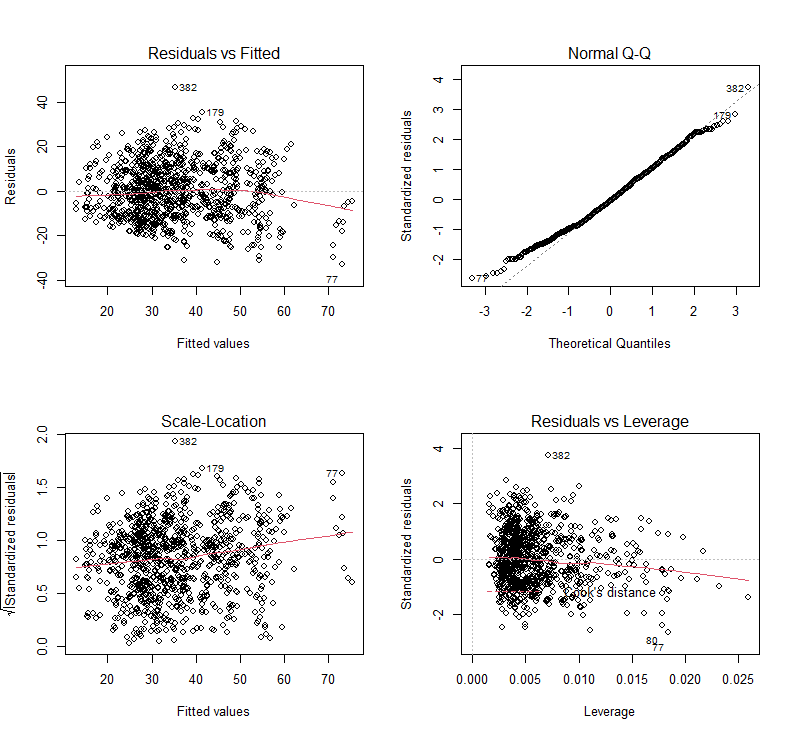 Residuals vs Fitted
Residuals
40
20
0
-20
-40
382
179
77
20 30 40 50 60 70
Fitted values
Normal Q-Q
Standardized residuals
4
3
2
1
0
-1
-2
382
179
77
-3 -2 -1 0 1 2 3
Theoretical Quantiles
Scale-Location
√|Standardized residuals|
2.0
1.5
1.0
0.5
0.0
382
179
77
20 30 40 50 60 70
Fitted values
Residuals vs Leverage
Standardized residuals
4
2
0
-2
382
ook's distance
80
77
0.000 0.005 0.010 0.015 0.020 0.025
Leverage